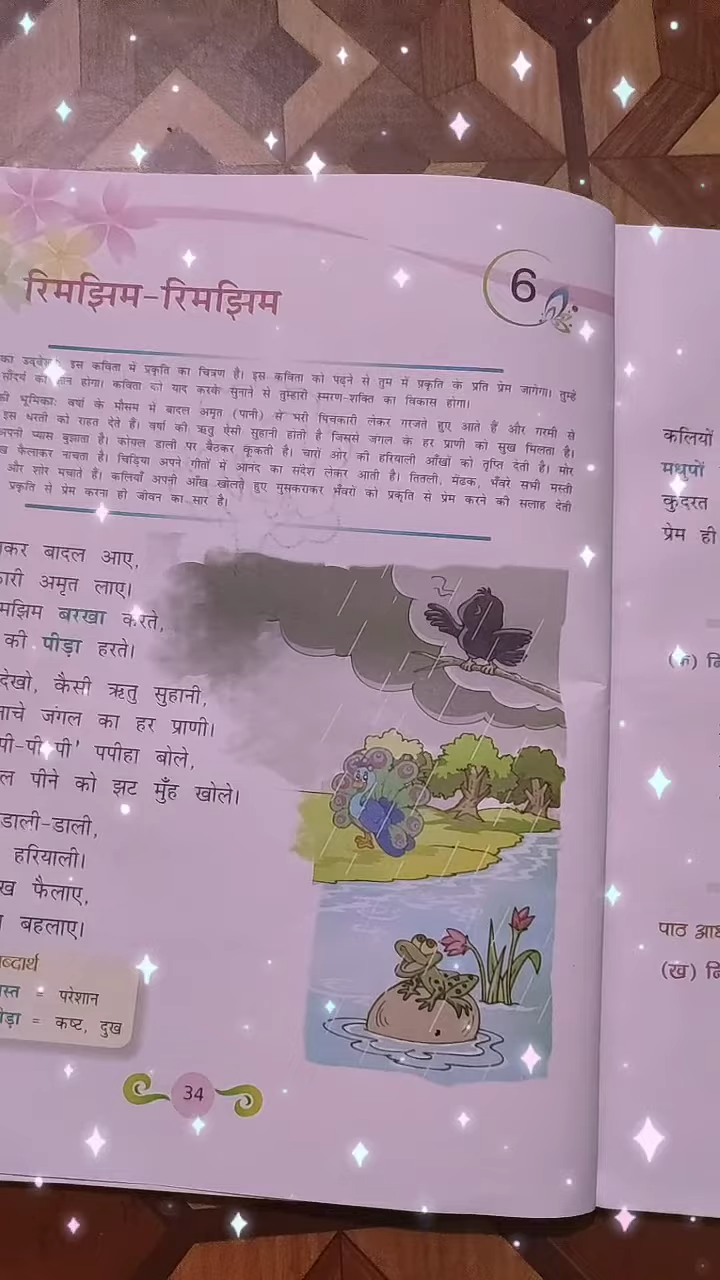 रिमझिम-रिमझिम
6
इस कविता में प्रकृति का चित्रण है। इस कविता को पढ़ने से तुम में प्रकृति के प्रति प्रेम जागेगा। तुम्हें
होगा। कविता को याद करके सुनाने से तुम्हारी स्मरण-शक्ति का विकास होगा।
की भूमिका: वर्षा के मौसम में बादल अमृत (पानी) से भरी पिचकारी लेकर गरजते हुए आते हैं और गरमी से
इस धरती को राहत देते हैं। वर्षा की ऋतु ऐसी सुहानी होती है जिससे जंगल के हर प्राणी को सुख मिलता है।
अपनी प्यास बुझाता है। कोयल डाली पर बैठकर कूकती है। चारों ओर की हरियाली आँखों को तृप्ति देती है। मोर
फैलाकर नाचता है। चिड़िया अपने गीतों में आनंद का संदेश लेकर आती है। तितली, मेंढक, भँवरे सभी मस्ती
और शोर मचाते हैं। कलियाँ अपनी आँख खोलते हुए मुसकराकर भँवरों को प्रकृति से प्रेम करने की सलाह देती
प्रकृति से प्रेम करना ही जीवन का सार है।
कर बादल आए,
अमृत लाए।
बरखा करते,
की पीड़ा हरते।
देखो, कैसी ऋतु सुहानी,
जंगल का हर प्राणी।
पी-पी-पी' पपीहा बोले,
पीने को झट मुँह खोले।
डाली-डाली,
हरियाली।
फैलाए,
बहलाए।
= परेशान
= कष्ट, दुख
34
कलियों
मधुपों
कुदरत
प्रेम ही
(क)
पाठ
(ख)